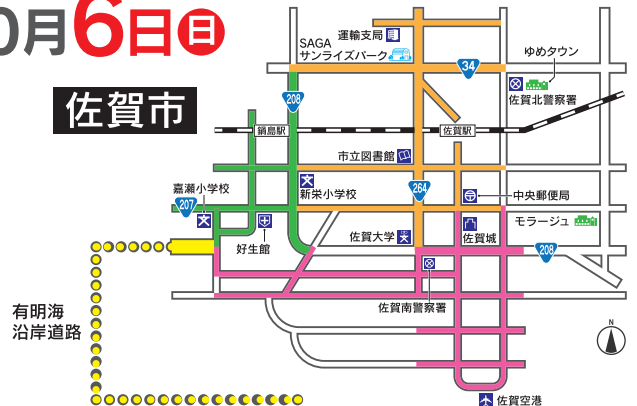 0月6日日
運輸支局
SAGA
サンライズパーク
34
ゆめタウン
佐賀北警察署
208
佐賀市
鍋島駅
佐賀駅
市立図書館
嘉瀬小学校
新栄小学校
264
中央郵便局
207
モラージュ
好生館
佐賀大学
佐賀城
208
有明海
沿岸道路
佐賀南警察署
N
佐賀空港